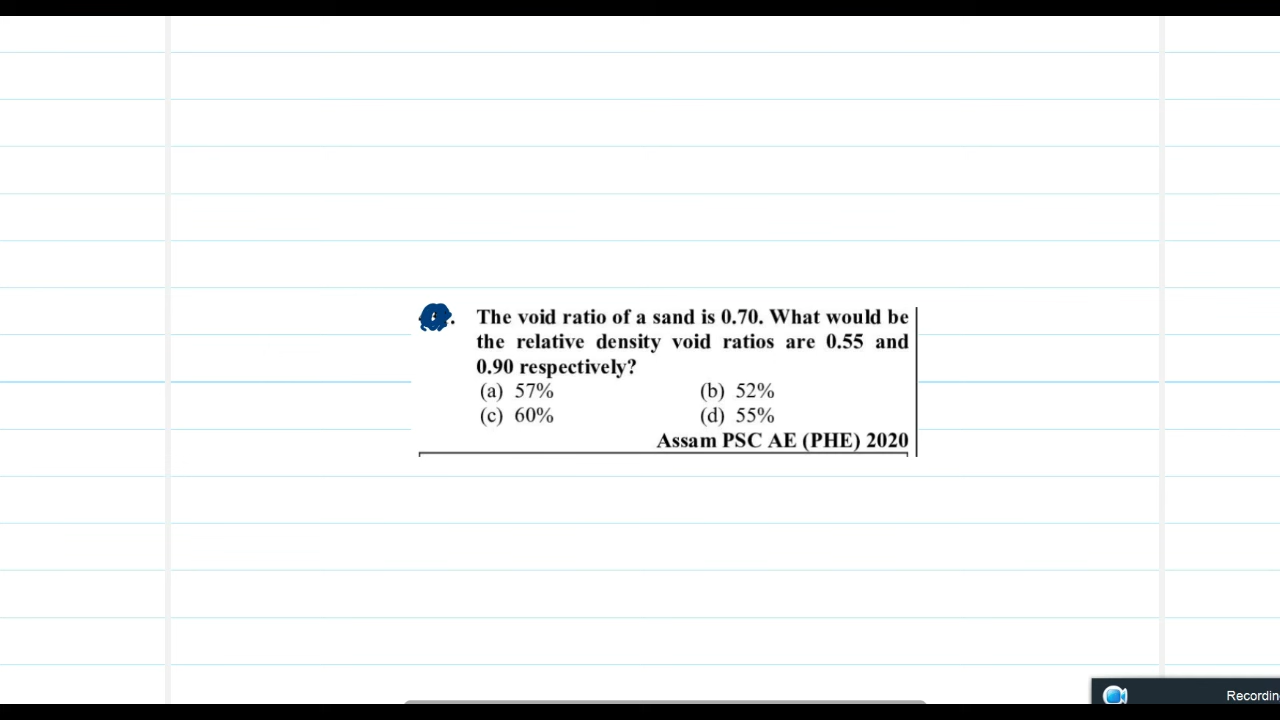 The void ratio of a sand is 0.70. What would be
the relative density void ratios are 0.55 and
0.90 respectively?
(a) 57% (b) 52%
(c) 60% (d) 55%
Assam PSC AE (PHE) 2020
Recordin